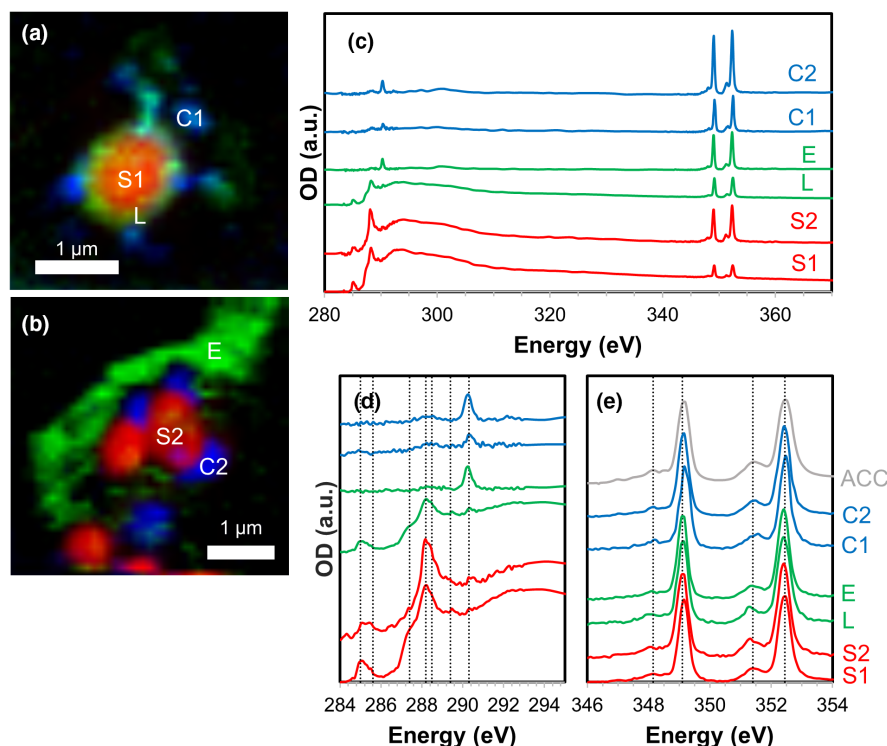 (a)
C1
S1
L
1 µm
(b)
E
S2
C2
1 µm
(c)
C2
C1
E
L
S2
S1
OD (a.u.)
280 300 320 340 360
Energy (eV)
(d)
OD (a.u.)
284 286 288 290 292 294
Energy (eV)
(e)
ACC
C2
C1
E
L
S2
S1
346 348 350 352 354
Energy (eV)